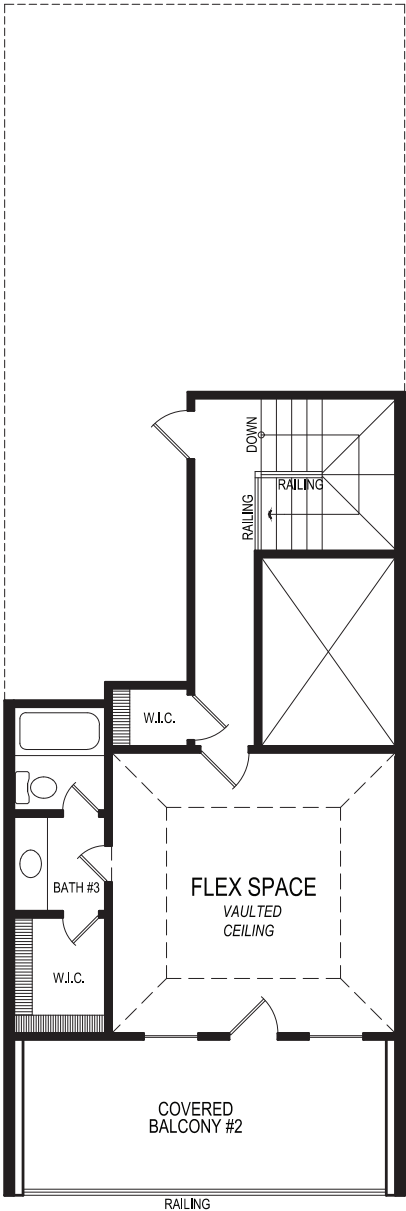 DOWN
RAILING
RAILING
W.I.C.
BATH #3
FLEX SPACE
VAULTED
CEILING
W.I.C.
COVERED
BALCONY #2
RAILING